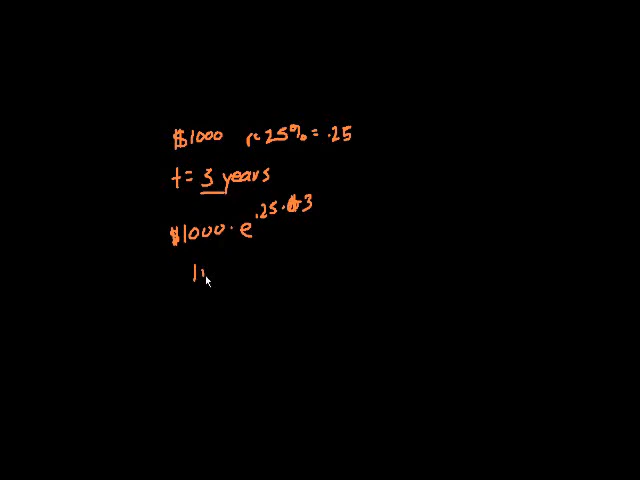 $1000 r=25%=.25
t= 3 years
$1000·e^.25·3